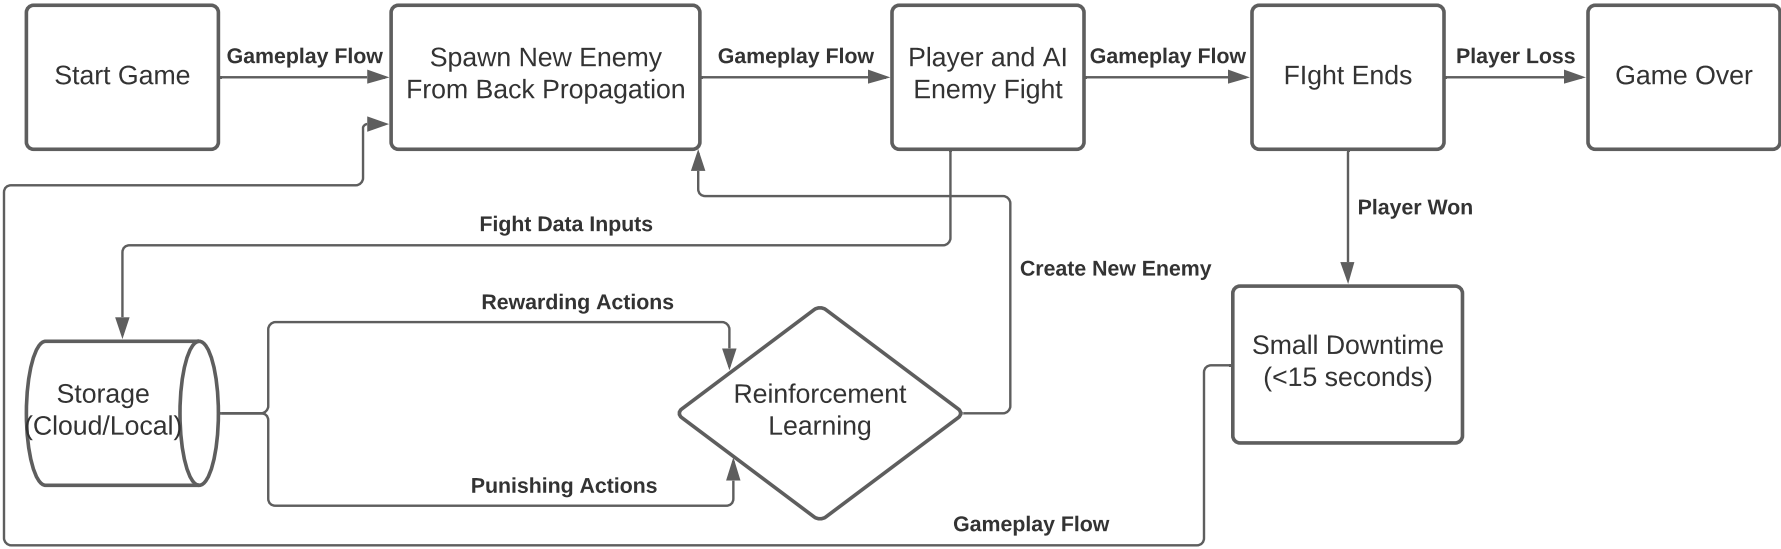 Start Game
Gameplay Flow
Spawn New Enemy
From Back Propagation
Gameplay Flow
Player and AI
Enemy Fight
Gameplay Flow
FIght Ends
Player Loss
Game Over
Player Won
Fight Data Inputs
Create New Enemy
Rewarding Actions
Small Downtime
(<15 seconds)
Storage
(Cloud/Local)
Reinforcement
Learning
Punishing Actions
Gameplay Flow